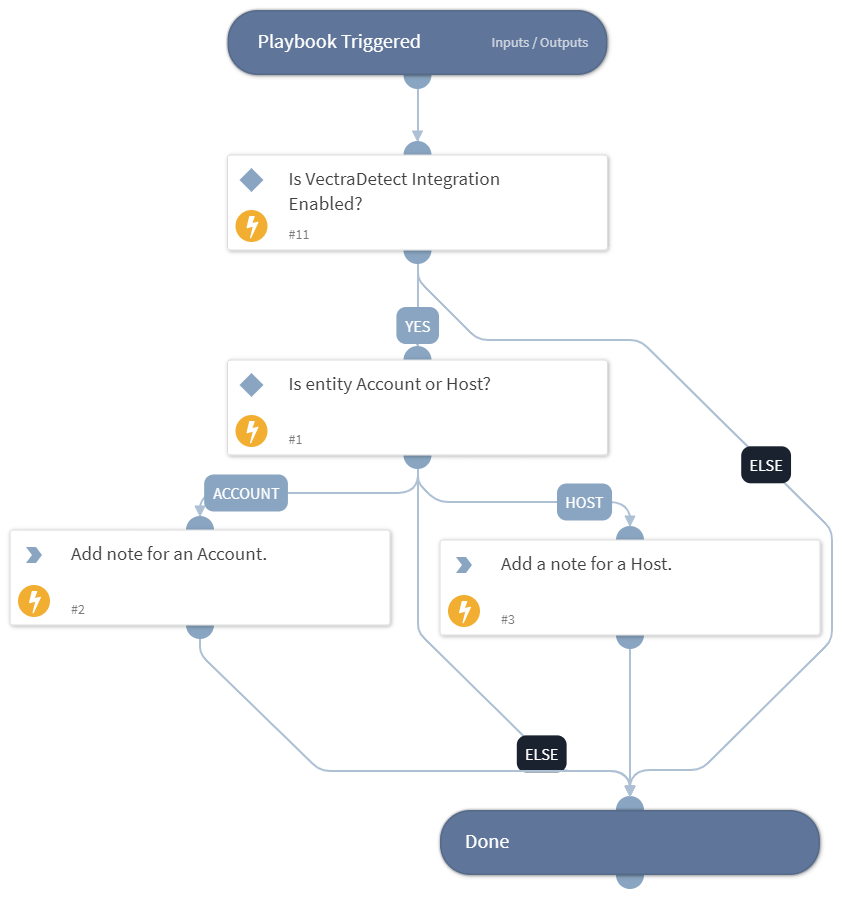 Playbook Triggered
Inputs / Outputs
Is VectraDetect Integration
Enabled?
#11
YES
Is entity Account or Host?
#1
ELSE
ACCOUNT
HOST
Add note for an Account.
#2
Add a note for a Host.
#3
ELSE
Done